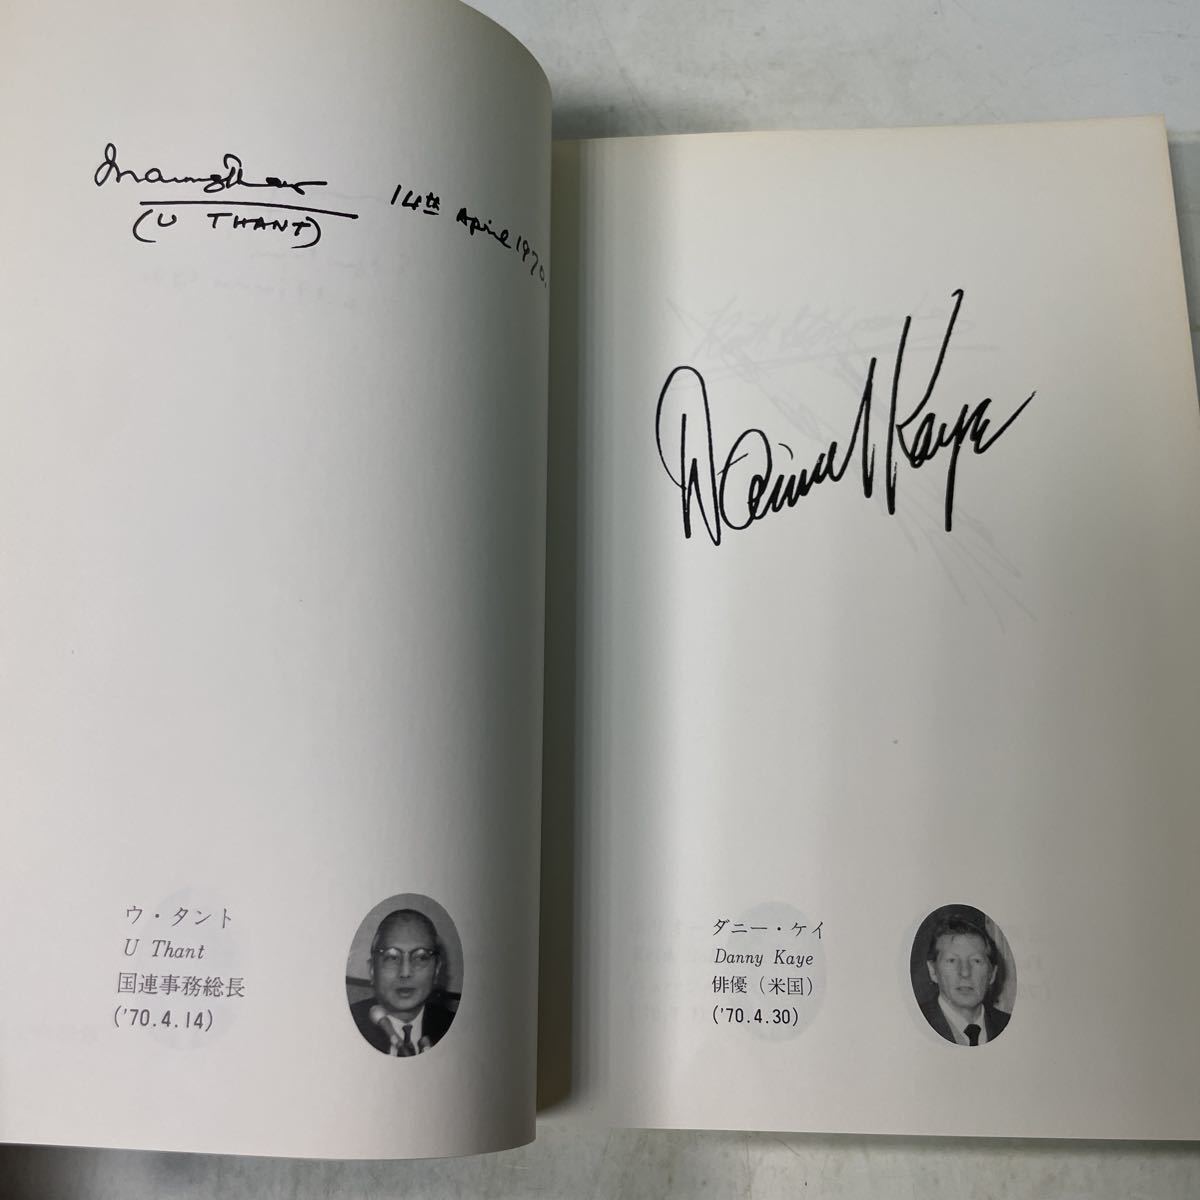 MaungThant
(U THANT)
14th April 1970.
ウ・タント
U Thant
国連事務総長
('70.4.14)
Danny Kaye
ダニー・ケイ
Danny Kaye
俳優(米国)
('70.4.30)